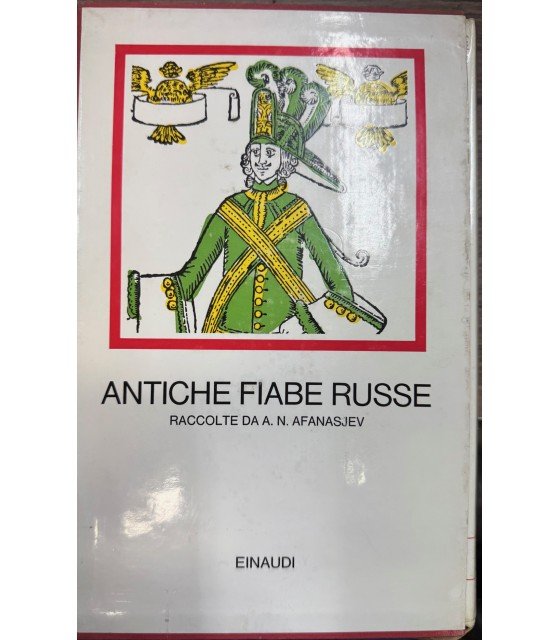 ANTICHE FIABE RUSSE
RACCOLTE DA A. N. AFANASJEV
EINAUDI